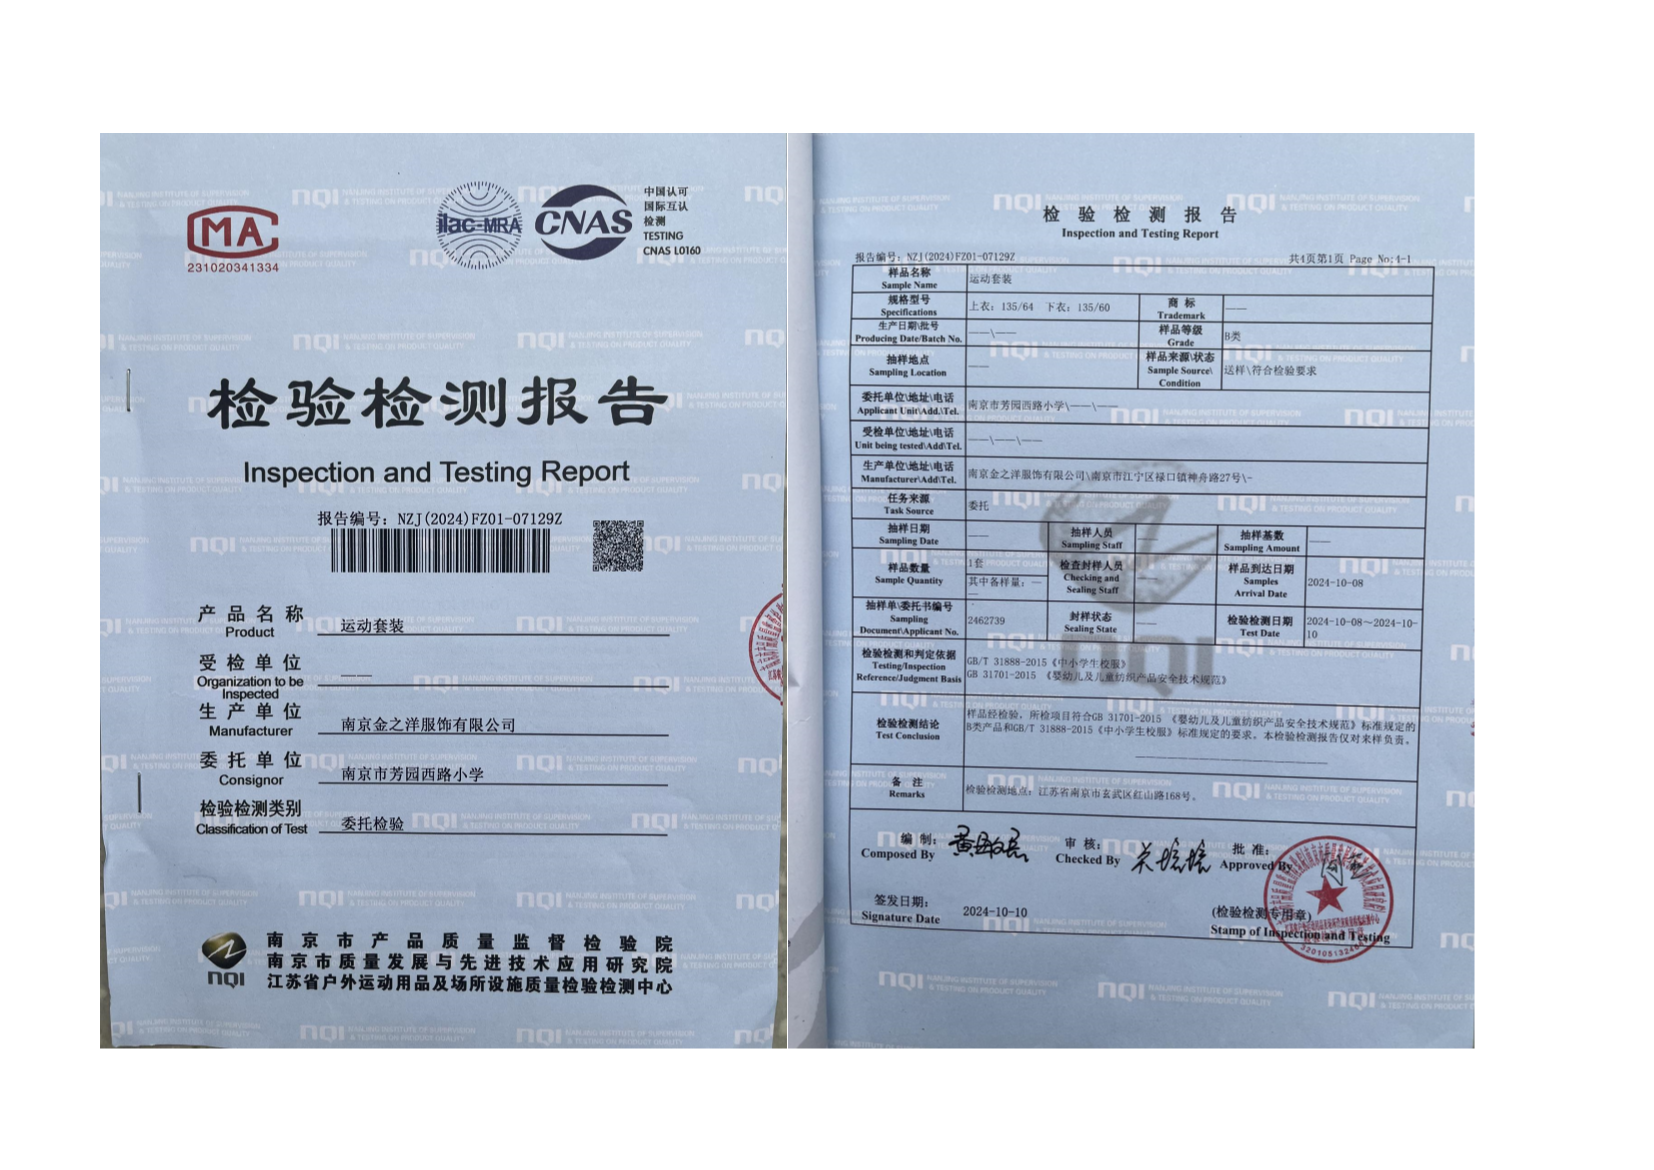 MA
231020341334
ilac-MRA
CNAS
中国认可
国际互认
检测
TESTING
CNAS L0160
检验检测报告
Inspection and Testing Report
报告编号：NZJ(2024)FZ01-07129Z
产品名称
Product
运动套装
受检单位
Organization to be
Inspected
——
生产单位
Manufacturer
南京金之洋服饰有限公司
委托单位
Consignor
南京市芳园西路小学
检验检测类别
Classification of Test
委托检验
nqi
南京市产品质量监督检验院
南京市质量发展与先进技术应用研究院
江苏省户外运动用品及场所设施质量检验检测中心
检验检测报告
Inspection and Testing Report
报告编号：NZJ(2024)FZ01-07129Z 共4页第1页 Page No:4-1
样品名称
Sample Name
运动套装
规格型号
Specifications
上衣：135/64 下衣：135/60
商标
Trademark
——
生产日期\批号
Producing Date/Batch No.
——\——
样品等级
Grade
B类
抽样地点
Sampling Location
——
样品来源\状态
Sample Source\
Condition
送样\符合检验要求
委托单位\地址\电话
Applicant Unit\Add.\Tel.
南京市芳园西路小学\——\——
受检单位\地址\电话
Unit being tested\Add\Tel.
——\——\——
生产单位\地址\电话
Manufacturer\Add\Tel.
南京金之洋服饰有限公司\南京市江宁区禄口镇神舟路27号\-
任务来源
Task Source
委托
抽样日期
Sampling Date
——
抽样人员
Sampling Staff
——
抽样基数
Sampling Amount
——
样品数量
Sample Quantity
1套
其中备样量：—
—
检查封样人员
Checking and
Sealing Staff
——
样品到达日期
Samples
Arrival Date
2024-10-08
抽样单\委托书编号
Sampling
Document\Applicant No.
2462739
封样状态
Sealing State
——
检验检测日期
Test Date
2024-10-08～2024-10-
10
检验检测和判定依据
Testing/Inspection
Reference/Judgment Basis
GB/T 31888-2015《中小学生校服》
GB 31701-2015 《婴幼儿及儿童纺织产品安全技术规范》
检验检测结论
Test Conclusion
样品经检验，所检项目符合GB 31701-2015 《婴幼儿及儿童纺织产品安全技术规范》标准规定的
B类产品和GB/T 31888-2015《中小学生校服》标准规定的要求。本检验检测报告仅对来样负责。
备注
Remarks
检验检测地点：江苏省南京市玄武区红山路168号。
编制：
Composed By
审核：
Checked By
批准：
Approved By
签发日期：
Signature Date
2024-10-10
(检验检测专用章)
Stamp of Inspection and Testing
nqi NANJING INSTITUTE OF SUPERVISION
& TESTING ON PRODUCT QUALITY